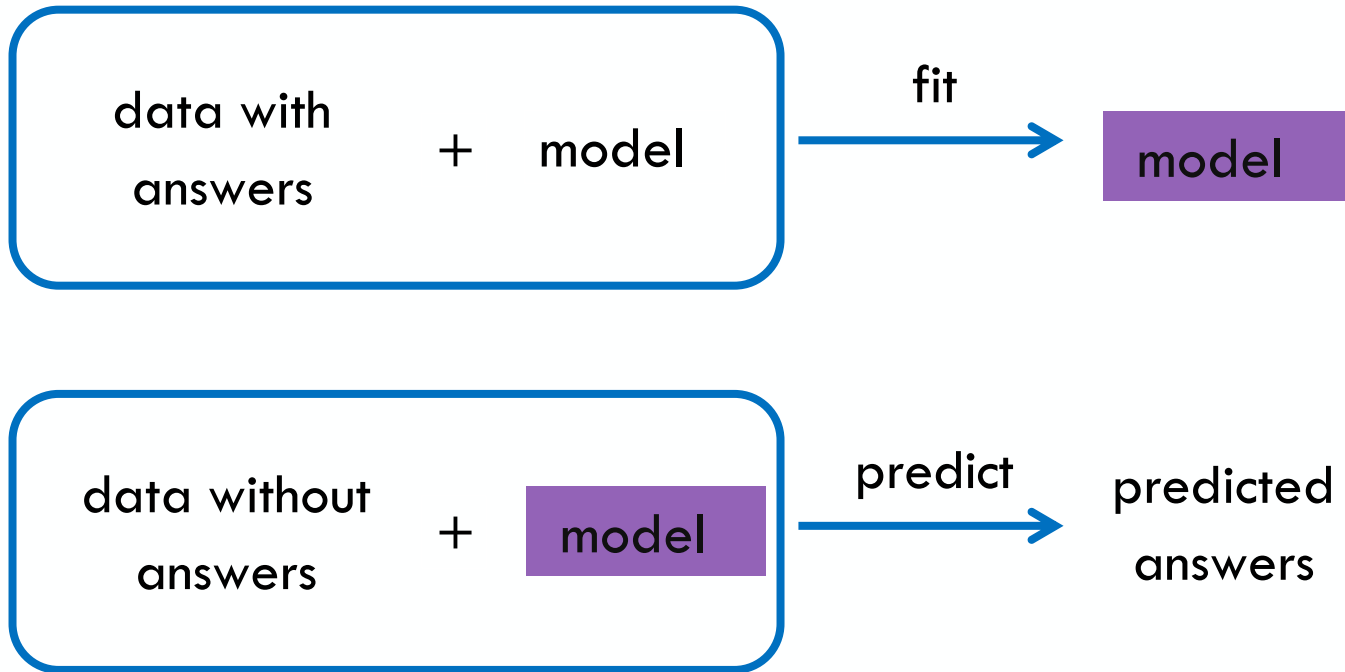 data with
answers
+
model
fit
model
data without
answers
+
model
predict
predicted
answers